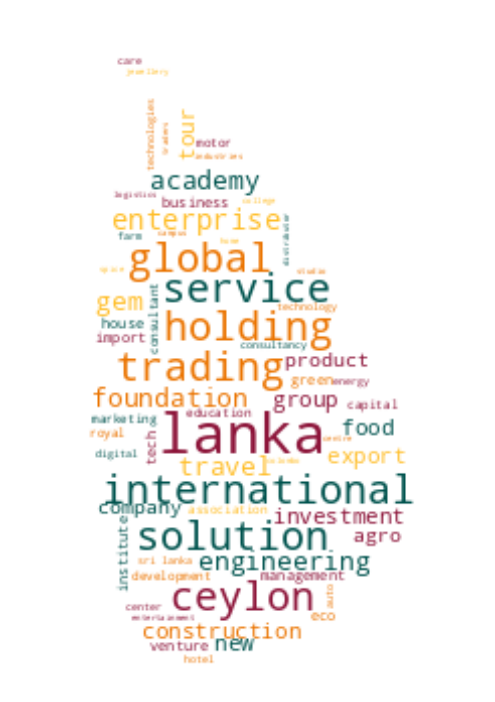 care
jewellery
technologies
traders
tour
motor
industries
academy
logistics
business
college
enterprise
distributor
farm
campus
home
global
spice
studio
service
gem
consultant
technology
house
holding
import
consultancy
trading
product
green
energy
foundation
group
capital
education
marketing
lanka
food
royal
tech
centre
digital
travel
export
international
company
association
investment
institute
solution
agro
engineering
sri lanka
development
management
ceylon
auto
center
eco
entertainment
construction
venture
new
hotel